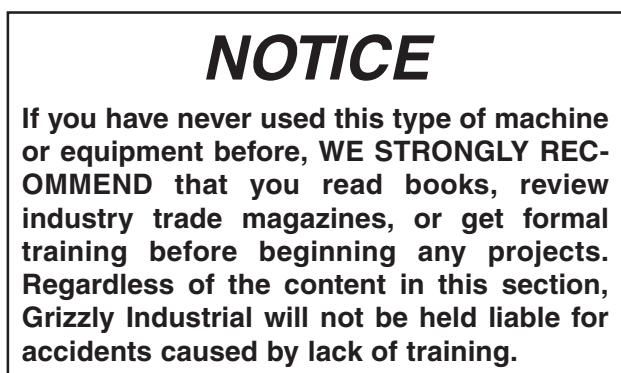 NOTICE
If you have never used this type of machine
or equipment before, WE STRONGLY REC-
OMMEND that you read books, review
industry trade magazines, or get formal
training before beginning any projects.
Regardless of the content in this section,
Grizzly Industrial will not be held liable for
accidents caused by lack of training.